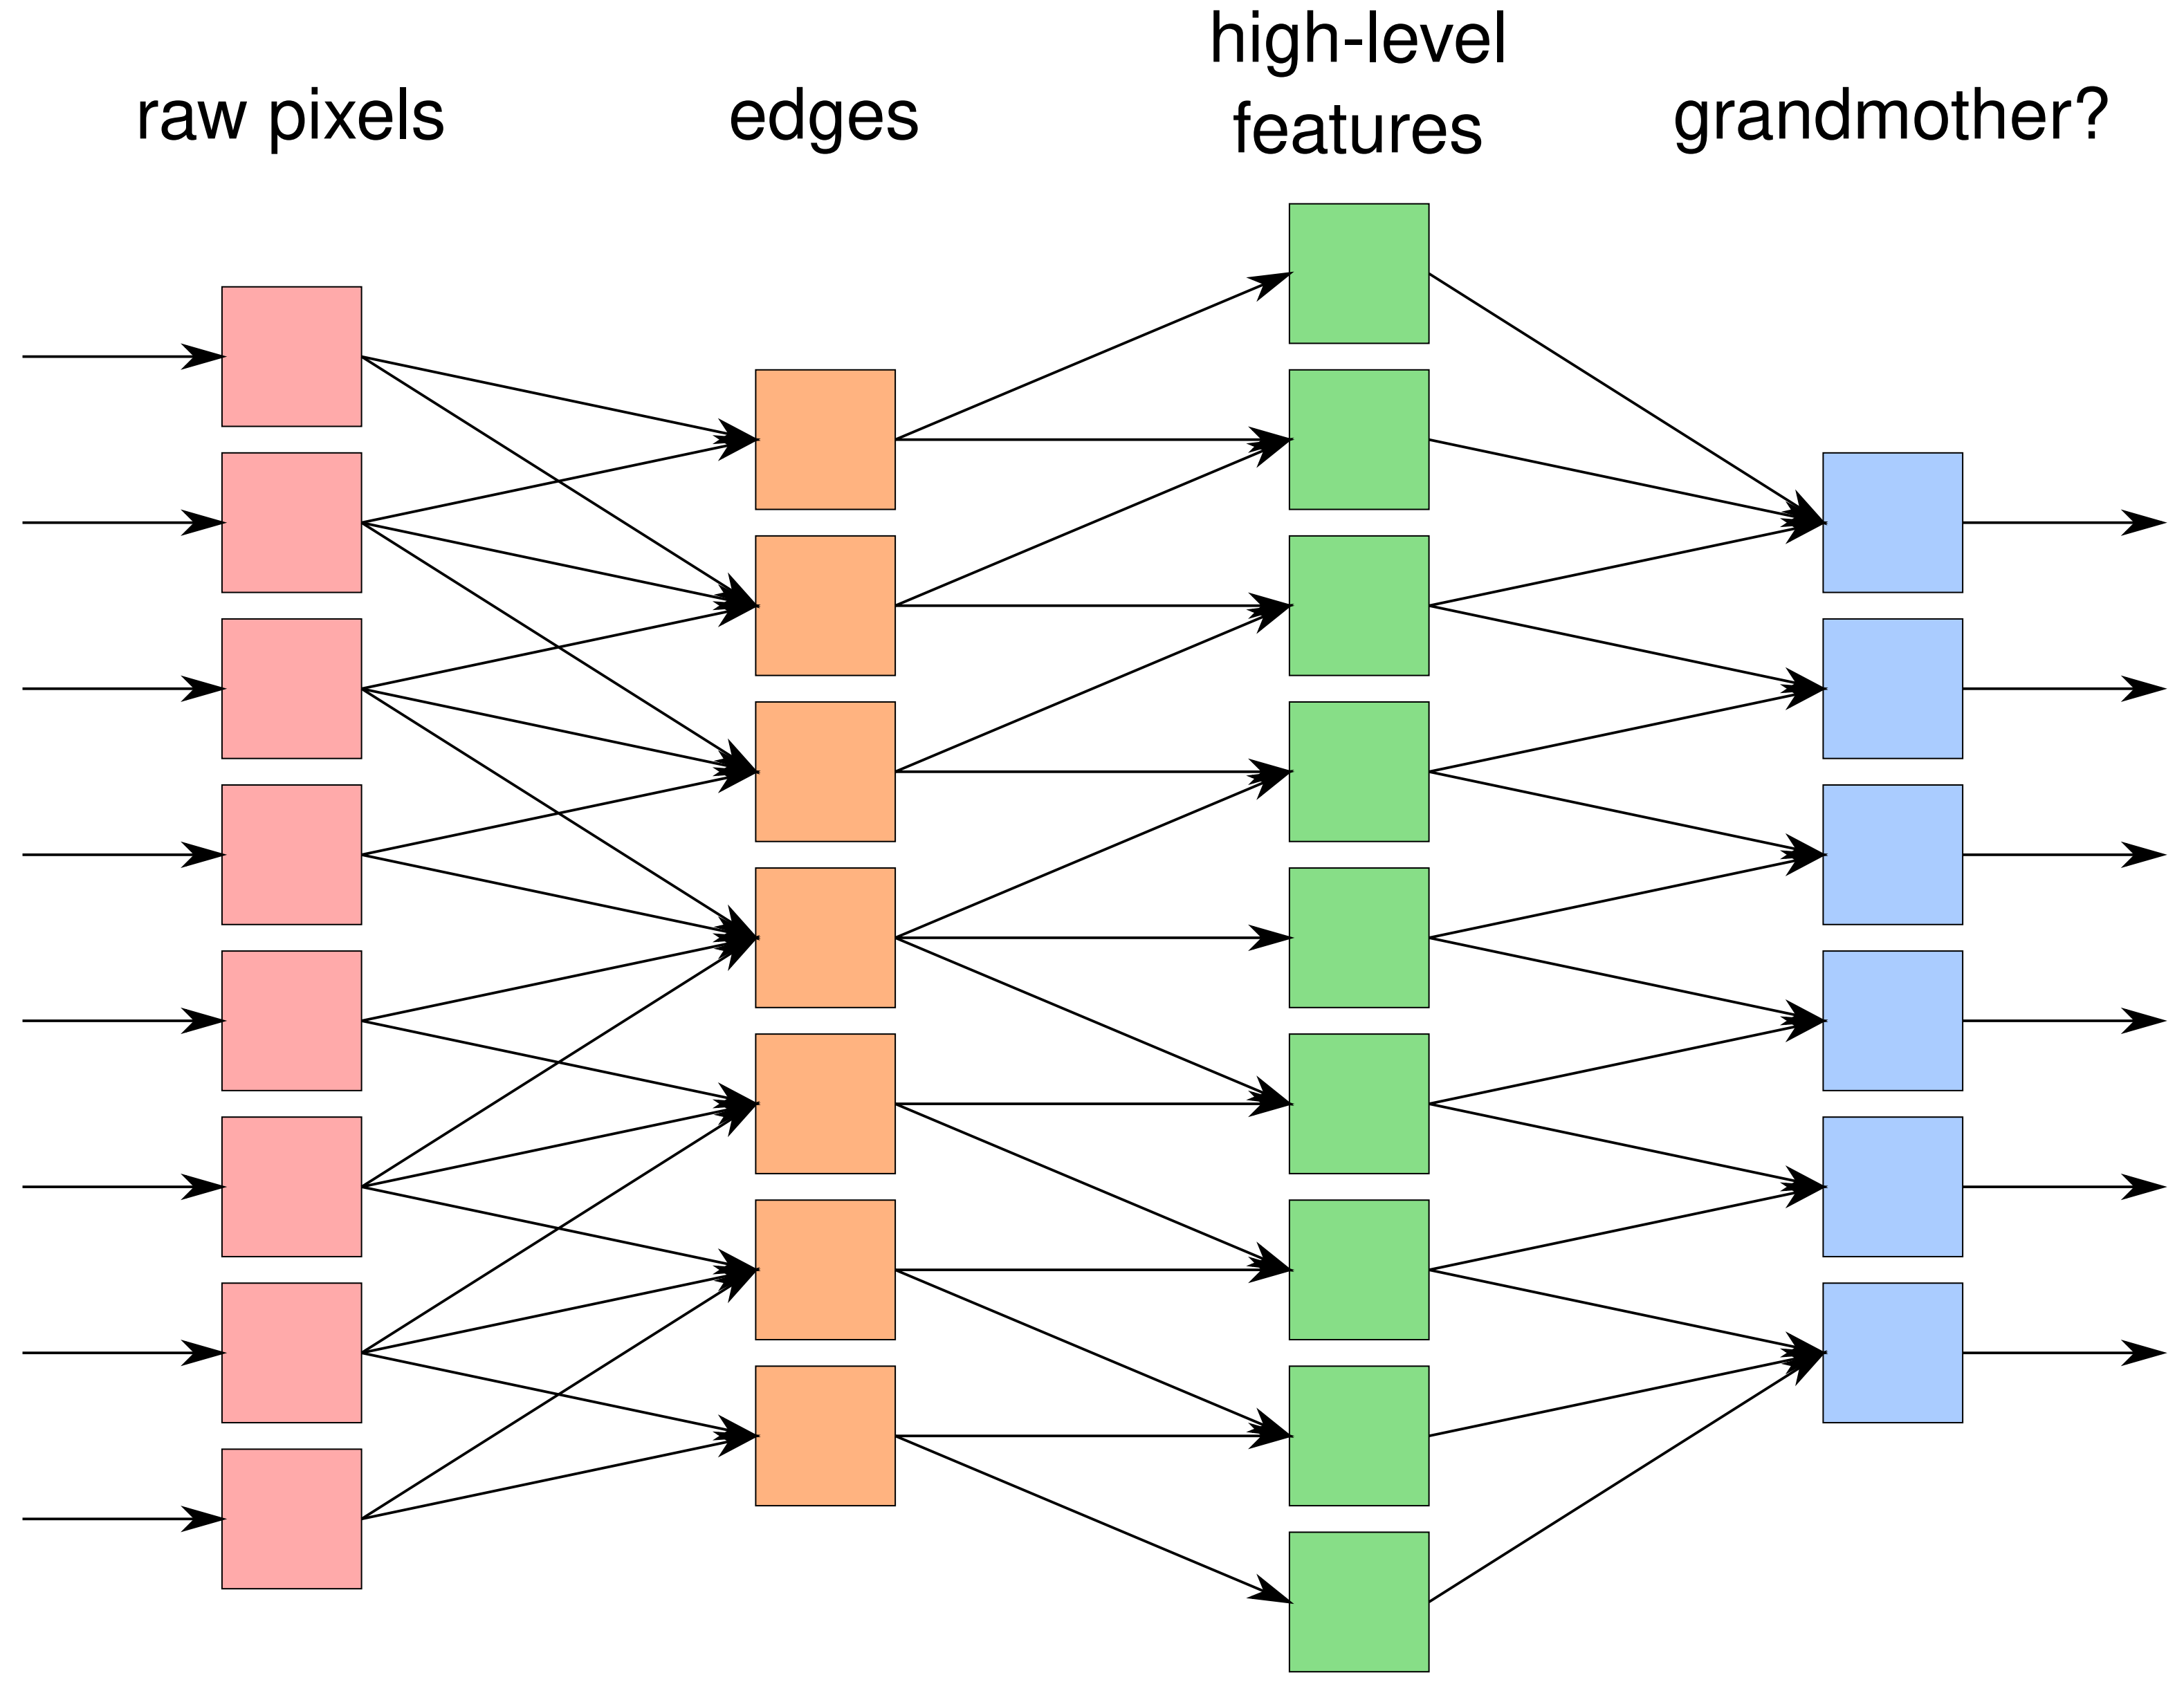 raw pixels
edges
high-level
features
grandmother?